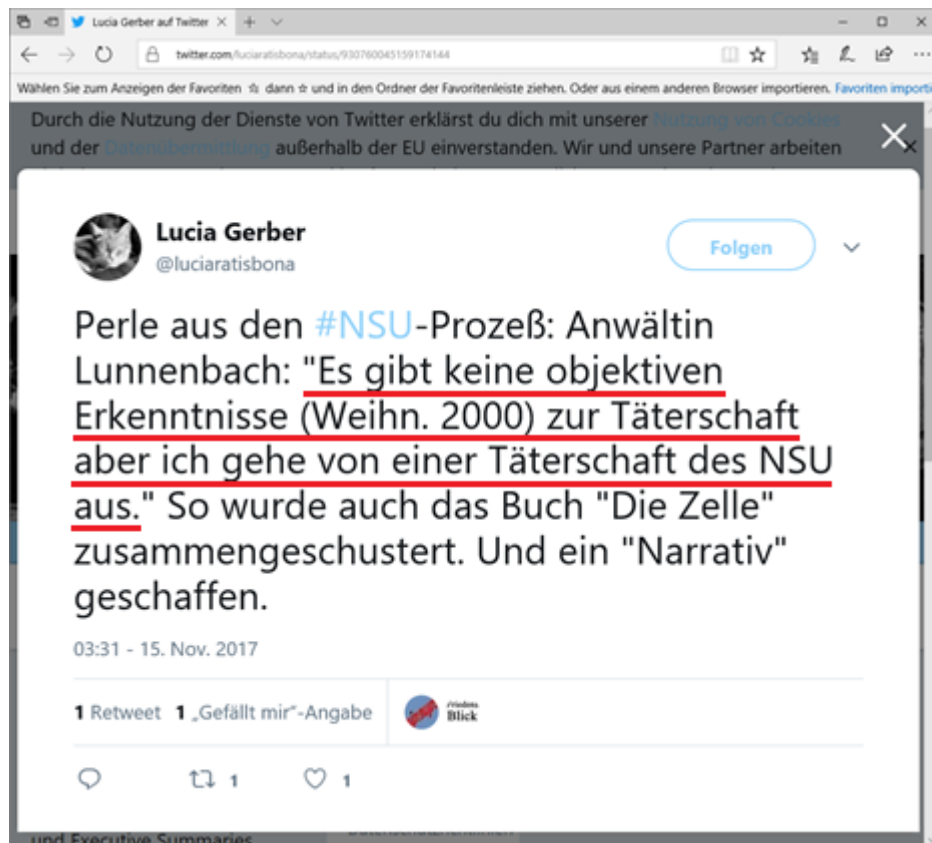 Lucia Gerber auf Twitter
twitter.com/luciaratisbona/status/930760045159174144
Wählen Sie zum Anzeigen der Favoriten dann und in den Ordner der Favoritenleiste ziehen. Oder aus einem anderen Browser importieren. Favoriten importi
Durch die Nutzung der Dienste von Twitter erklärst du dich mit unserer Nutzung von Cookies
und der Datenübermittlung außerhalb der EU einverstanden. Wir und unsere Partner arbeiten
Lucia Gerber
@luciaratisbona
Folgen
Perle aus den #NSU-Prozeß: Anwältin
Lunnenbach: "Es gibt keine objektiven
Erkenntnisse (Weihn. 2000) zur Täterschaft
aber ich gehe von einer Täterschaft des NSU
aus." So wurde auch das Buch "Die Zelle"
zusammengeschustert. Und ein "Narrativ"
geschaffen.
03:31 - 15. Nov. 2017
1 Retweet 1 „Gefällt mir"-Angabe
Friedens
Blick
1 1
und Executive Summaries